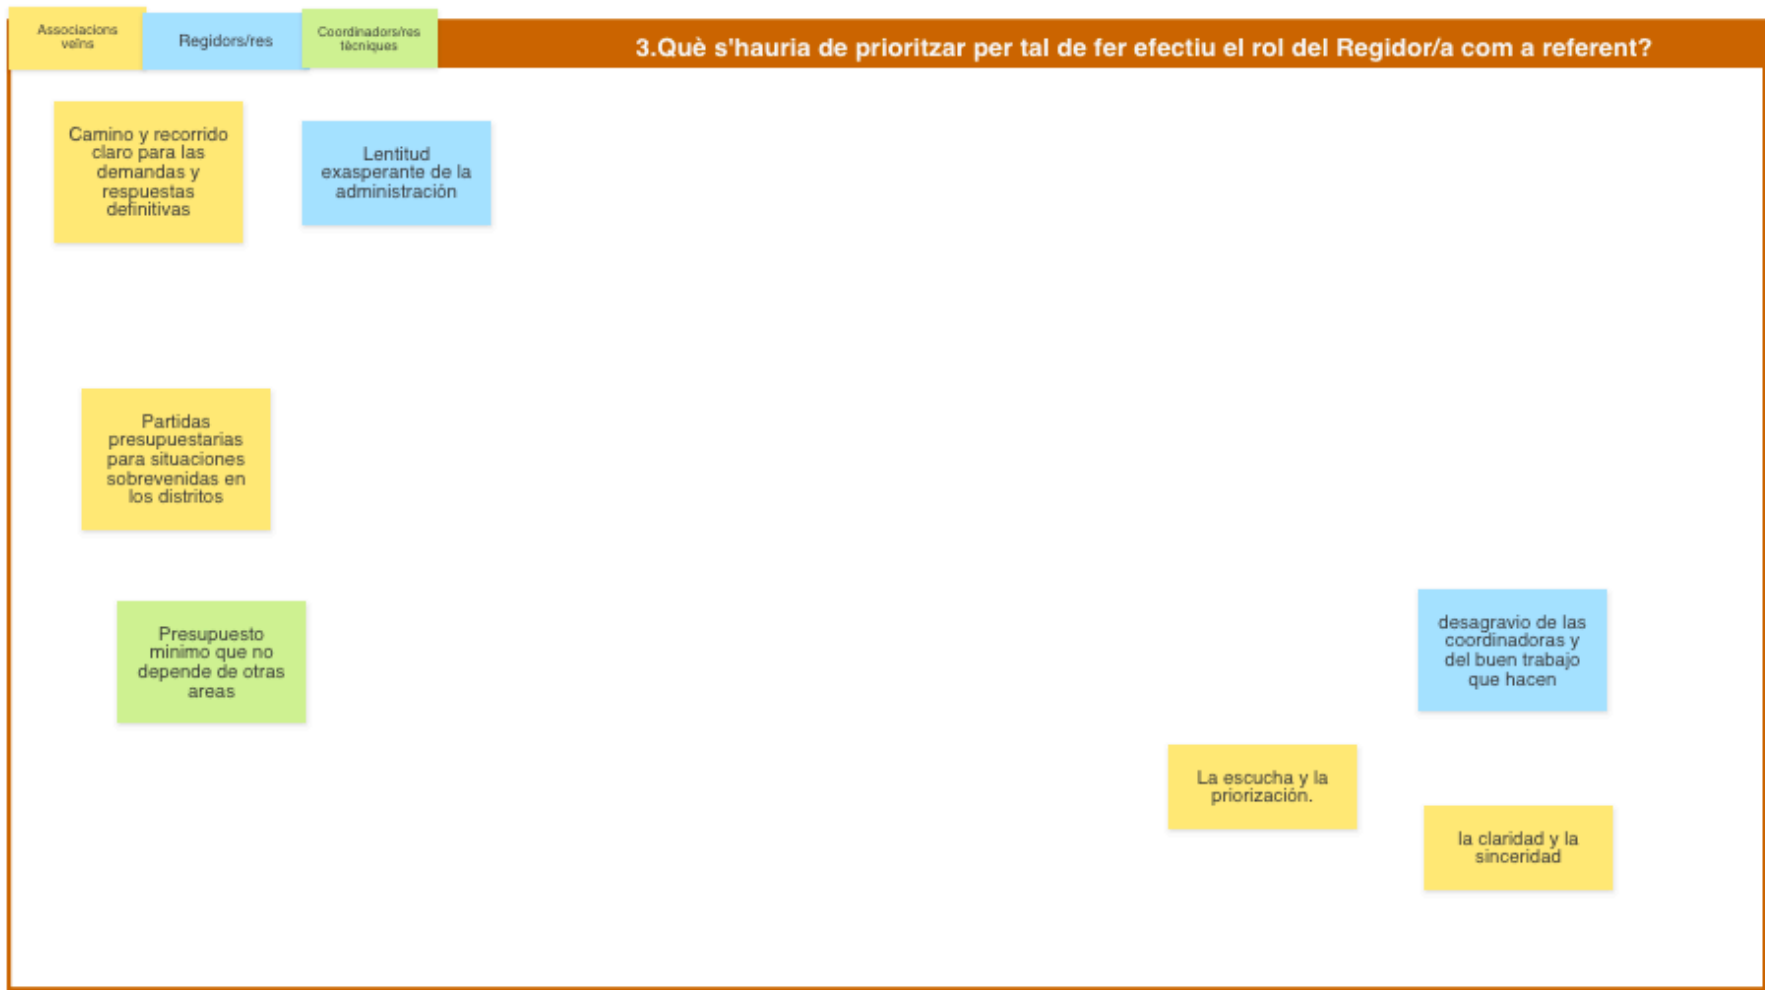 Associacions
veïns
Regidors/res
Coordinadors/res
tècniques
3.Què s'hauria de prioritzar per tal de fer efectiu el rol del Regidor/a com a referent?
Camino y recorrido
claro para las
demandas y
respuestas
definitivas
Lentitud
exasperante de la
administración
Partidas
presupuestarias
para situaciones
sobrevenidas en
los distritos
Presupuesto
minimo que no
depende de otras
areas
desagravio de las
coordinadoras y
del buen trabajo
que hacen
La escucha y la
priorización.
la claridad y la
sinceridad